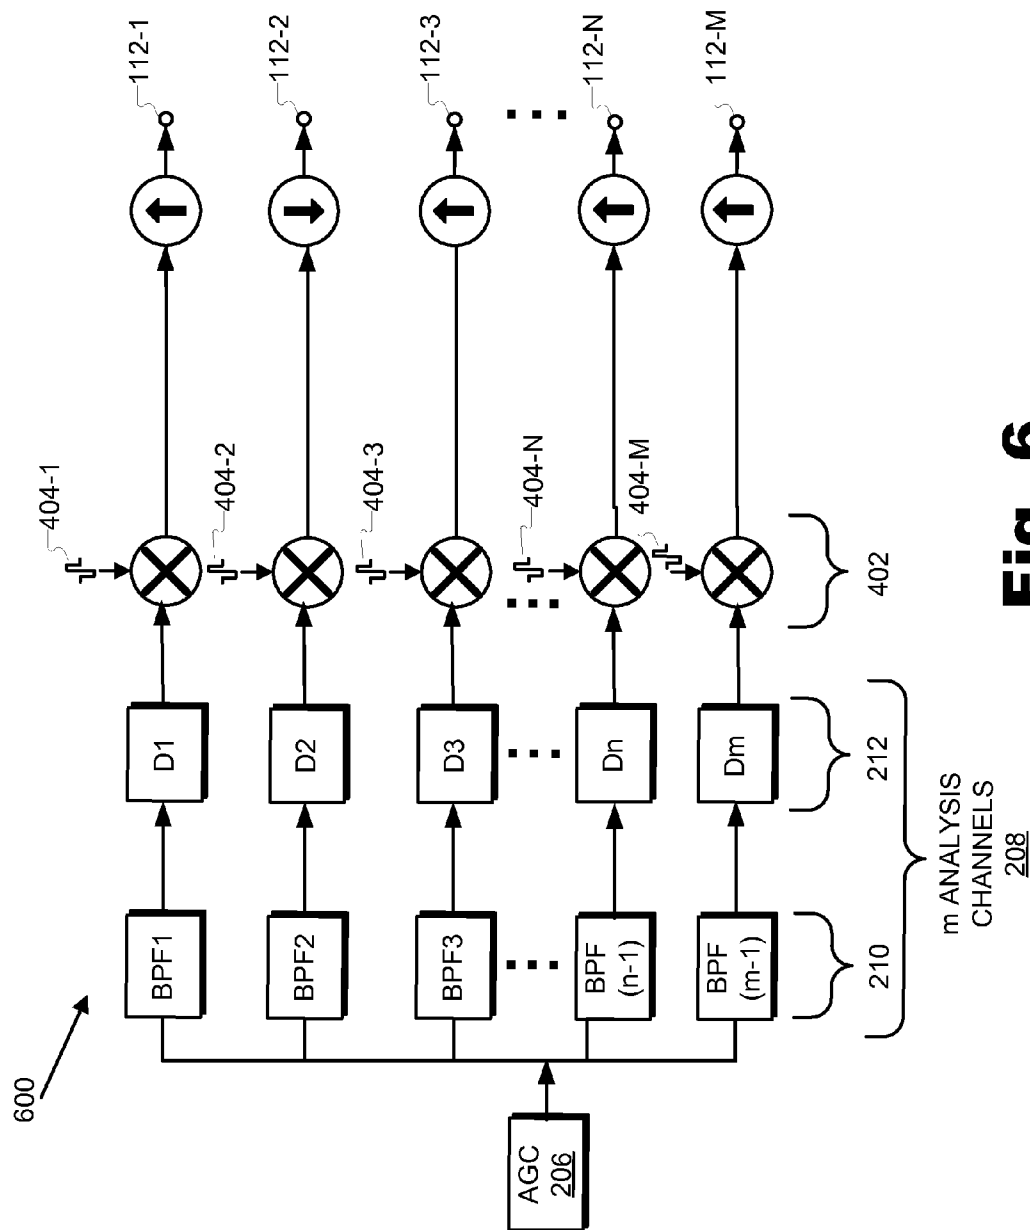 600
AGC
206
BPF1
BPF2
BPF3
BPF
(n-1)
BPF
(m-1)
210
D1
D2
D3
Dn
Dm
212
m ANALYSIS
CHANNELS
208
404-1
404-2
404-3
404-N
404-M
402
112-1
112-2
112-3
112-N
112-M
Fig. 6